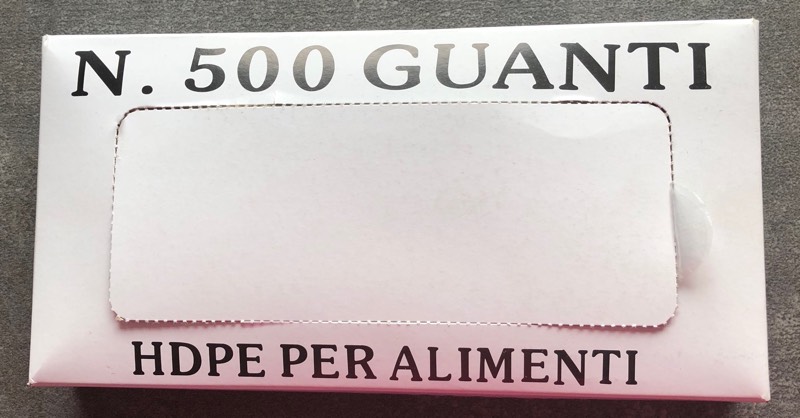 N. 500 GUANTI
HDPE PER ALIMENTI